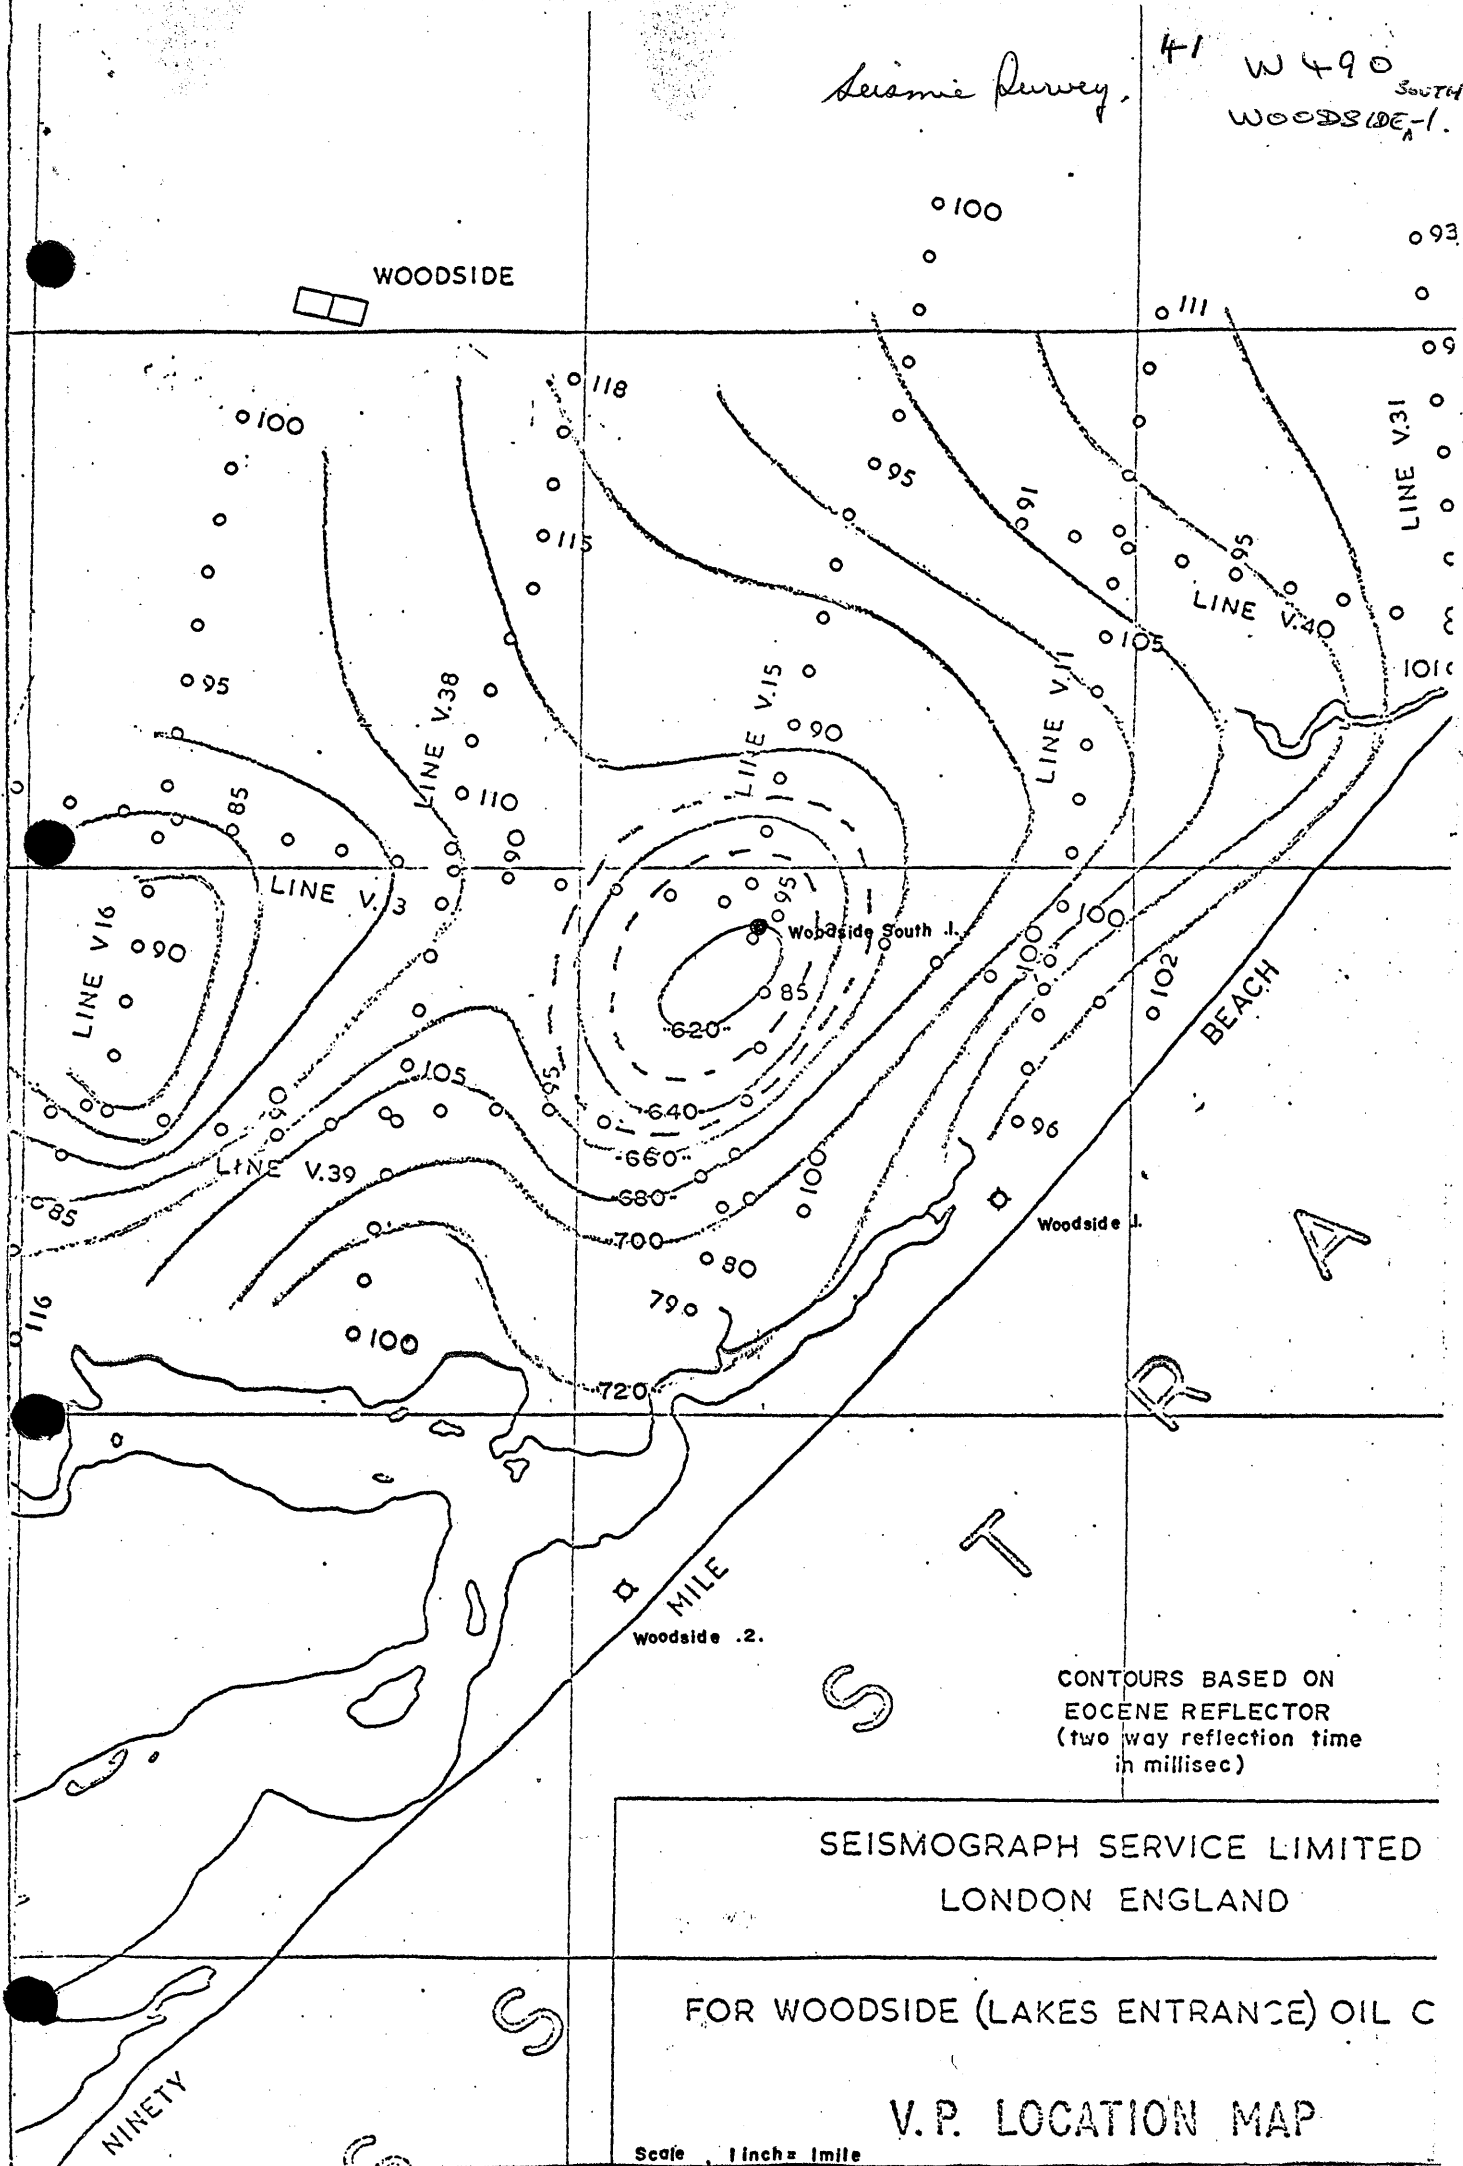 41
Seismic Survey.
W 490
SOUTH
WOODSIDE -1.
100
93
WOODSIDE
111
118
100
LINE V.31
95
91
115
95
LINE V.40
105
101
95
LINE V.38
LINE V.15
LINE V.11
90
110
85
90
LINE V.13
95
LINE V16
90
Woodside South 1.
100
100
102
85
620
BEACH
105
95
90
640
96
660
LINE V.39
100
680
85
Woodside 1.
700
80
79
116
100
720
MILE
Woodside .2.
A
R
T
S
S
S
CONTOURS BASED ON
EOCENE REFLECTOR
(two way reflection time
in millisec)
SEISMOGRAPH SERVICE LIMITED
LONDON ENGLAND
FOR WOODSIDE (LAKES ENTRANCE) OIL C
V.P. LOCATION MAP
NINETY
Scale 1 inch = 1mile